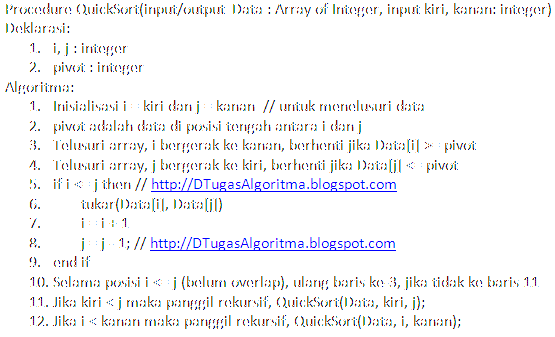 Procedure QuickSort(input/output Data : Array of Integer, input kiri, kanan: integer)
Deklarasi:
1. i, j : integer
2. pivot : integer
Algoritma:
1. Inisialisasi i = kiri dan j = kanan // untuk menelusuri data
2. pivot adalah data di posisi tengah antara i dan j
3. Telusuri array, i bergerak ke kanan, berhenti jika Data[i] >= pivot
4. Telusuri array, j bergerak ke kiri, berhenti jika Data[j] <= pivot
5. if i <= j then // http://DTugasAlgoritma.blogspot.com
6. tukar(Data[i], Data[j])
7. i = i + 1
8. j = j - 1; // http://DTugasAlgoritma.blogspot.com
9. end if
10. Selama posisi i <= j (belum overlap), ulang baris ke 3, jika tidak ke baris 11
11. Jika kiri < j maka panggil rekursif, QuickSort(Data, kiri, j);
12. Jika i < kanan maka panggil rekursif, QuickSort(Data, i, kanan);